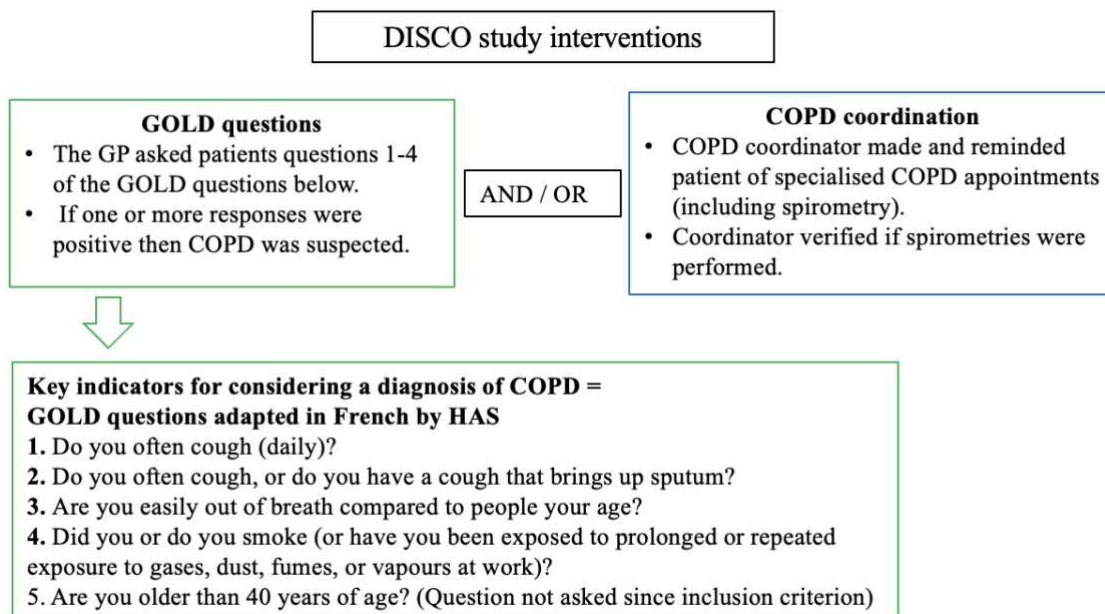 DISCO study interventions
GOLD questions
• The GP asked patients questions 1-4
of the GOLD questions below.
• If one or more responses were
positive then COPD was suspected.
AND / OR
COPD coordination
• COPD coordinator made and reminded
patient of specialised COPD appointments
(including spirometry).
• Coordinator verified if spirometries were
performed.
Key indicators for considering a diagnosis of COPD =
GOLD questions adapted in French by HAS
1. Do you often cough (daily)?
2. Do you often cough, or do you have a cough that brings up sputum?
3. Are you easily out of breath compared to people your age?
4. Did you or do you smoke (or have you been exposed to prolonged or repeated
exposure to gases, dust, fumes, or vapours at work)?
5. Are you older than 40 years of age? (Question not asked since inclusion criterion)